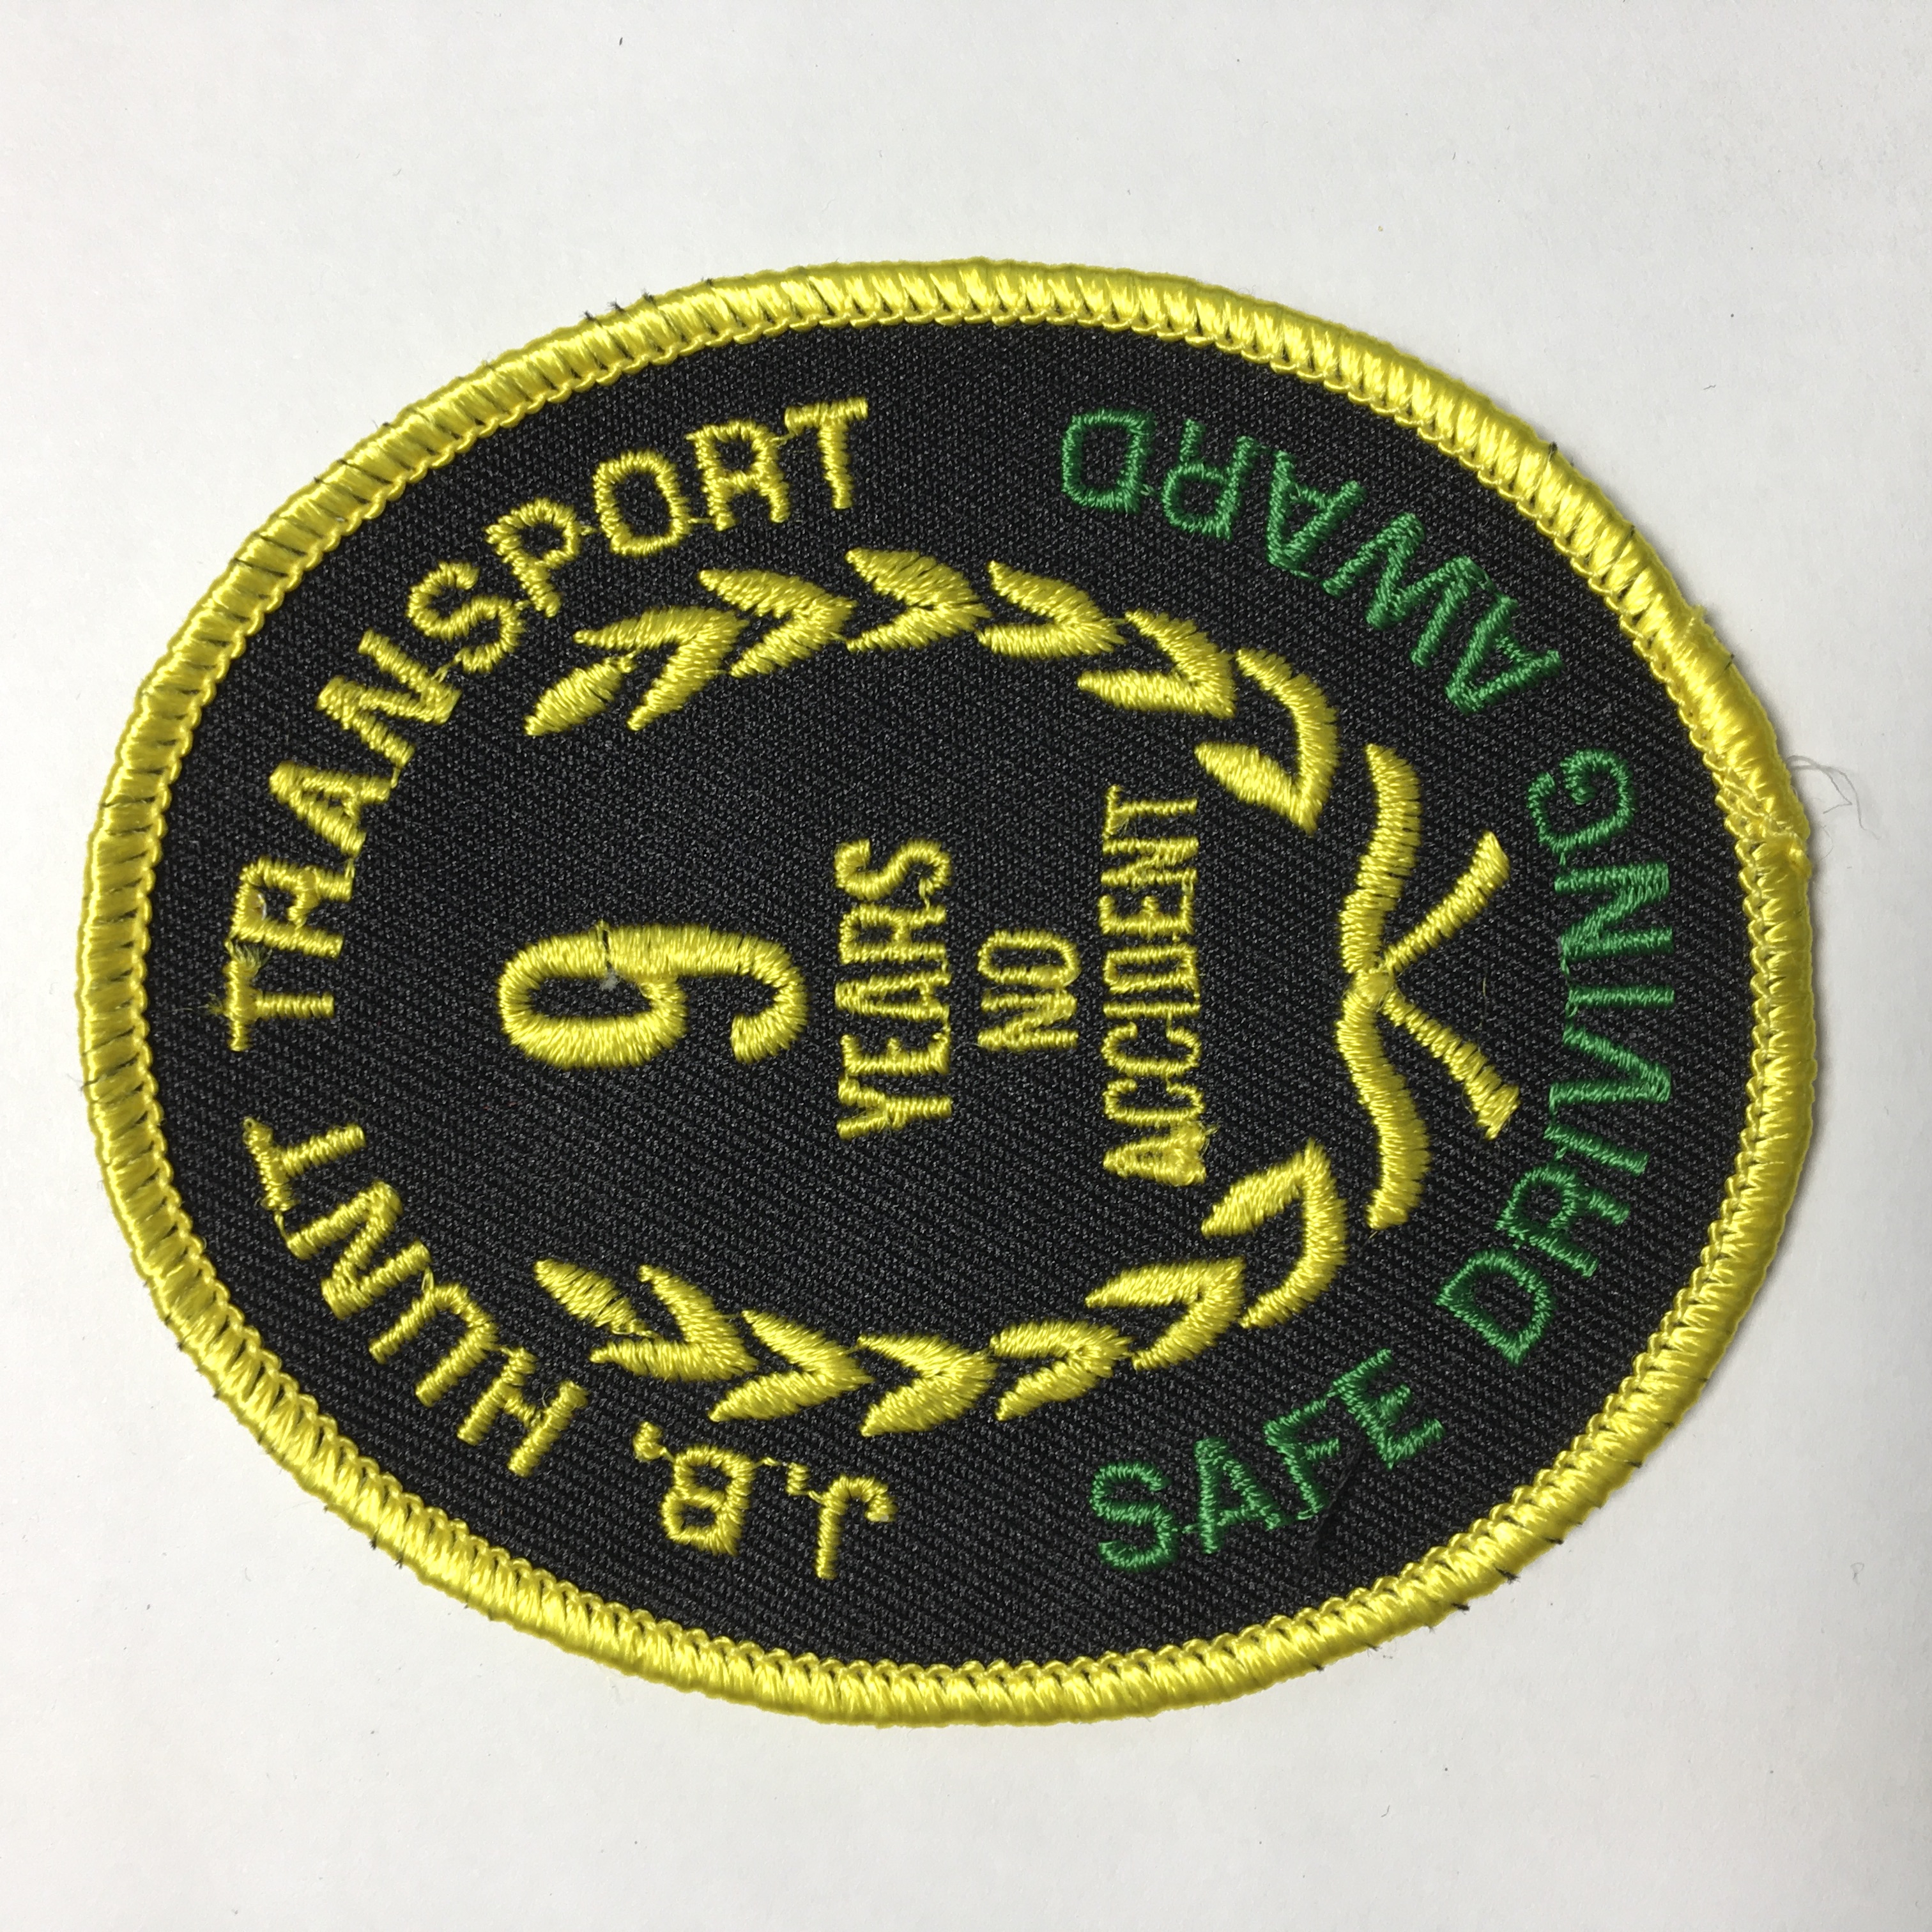 J.B. HUNT TRANSPORT
9
YEARS
NO
ACCIDENT
SAFE DRIVING AWARD